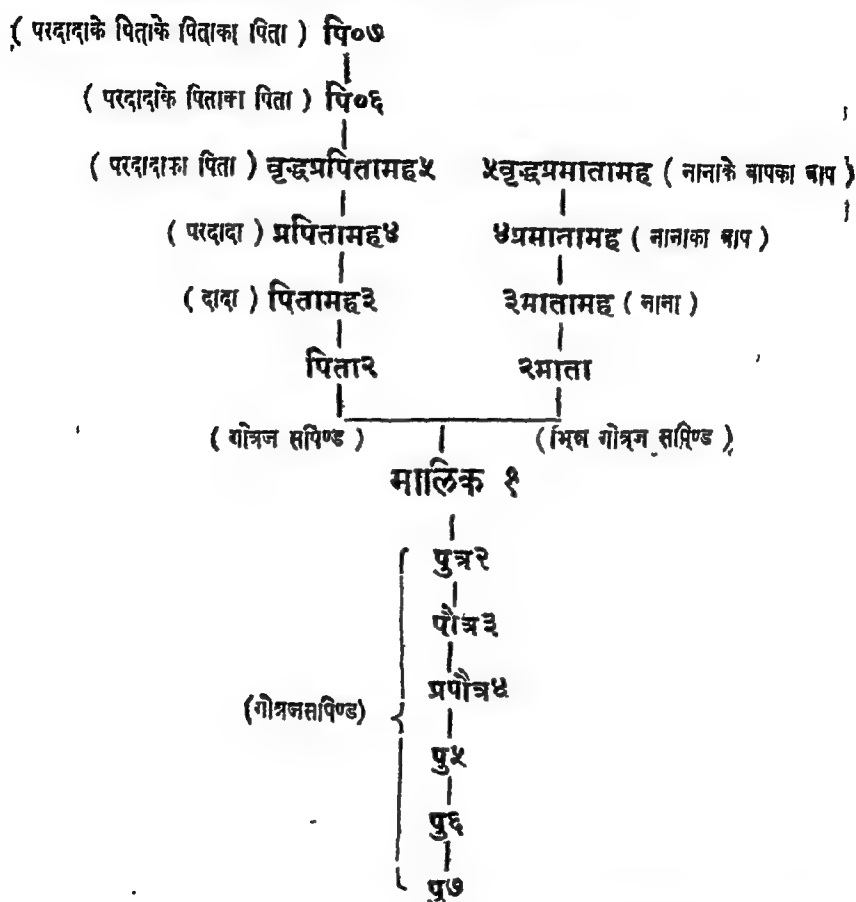 ( परदादाके पिताके पिताका पिता ) पि०७
( परदादाके पिताका पिता ) पि०६
( परदादाका पिता ) वृद्धप्रपितामह५ ५वृद्धप्रमातामह ( नानाके बापका बाप )
( परदादा ) प्रपितामह४ ४प्रमातामह ( नानाका बाप )
( दादा ) पितामह३ ३मातामह ( नाना )
पिता२ २माता
( गोत्रज सपिण्ड ) ( भिन्न गोत्रज सपिण्ड )
मालिक १
पुत्र२
पौत्र३
प्रपौत्र४
(गोत्रजसपिण्ड)
पु५
पु६
पु७